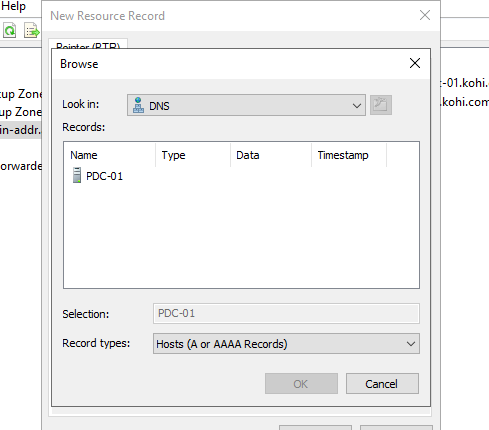 Help
New Resource Record
Pointer (PTR)
Browse
Look in:
DNS
Records:
Name Type Data Timestamp
PDC-01
Selection:
PDC-01
Record types:
Hosts (A or AAAA Records)
OK Cancel
tup Zone
up Zone
in-addr.
orwarde
-01.kohi.
.kohi.com